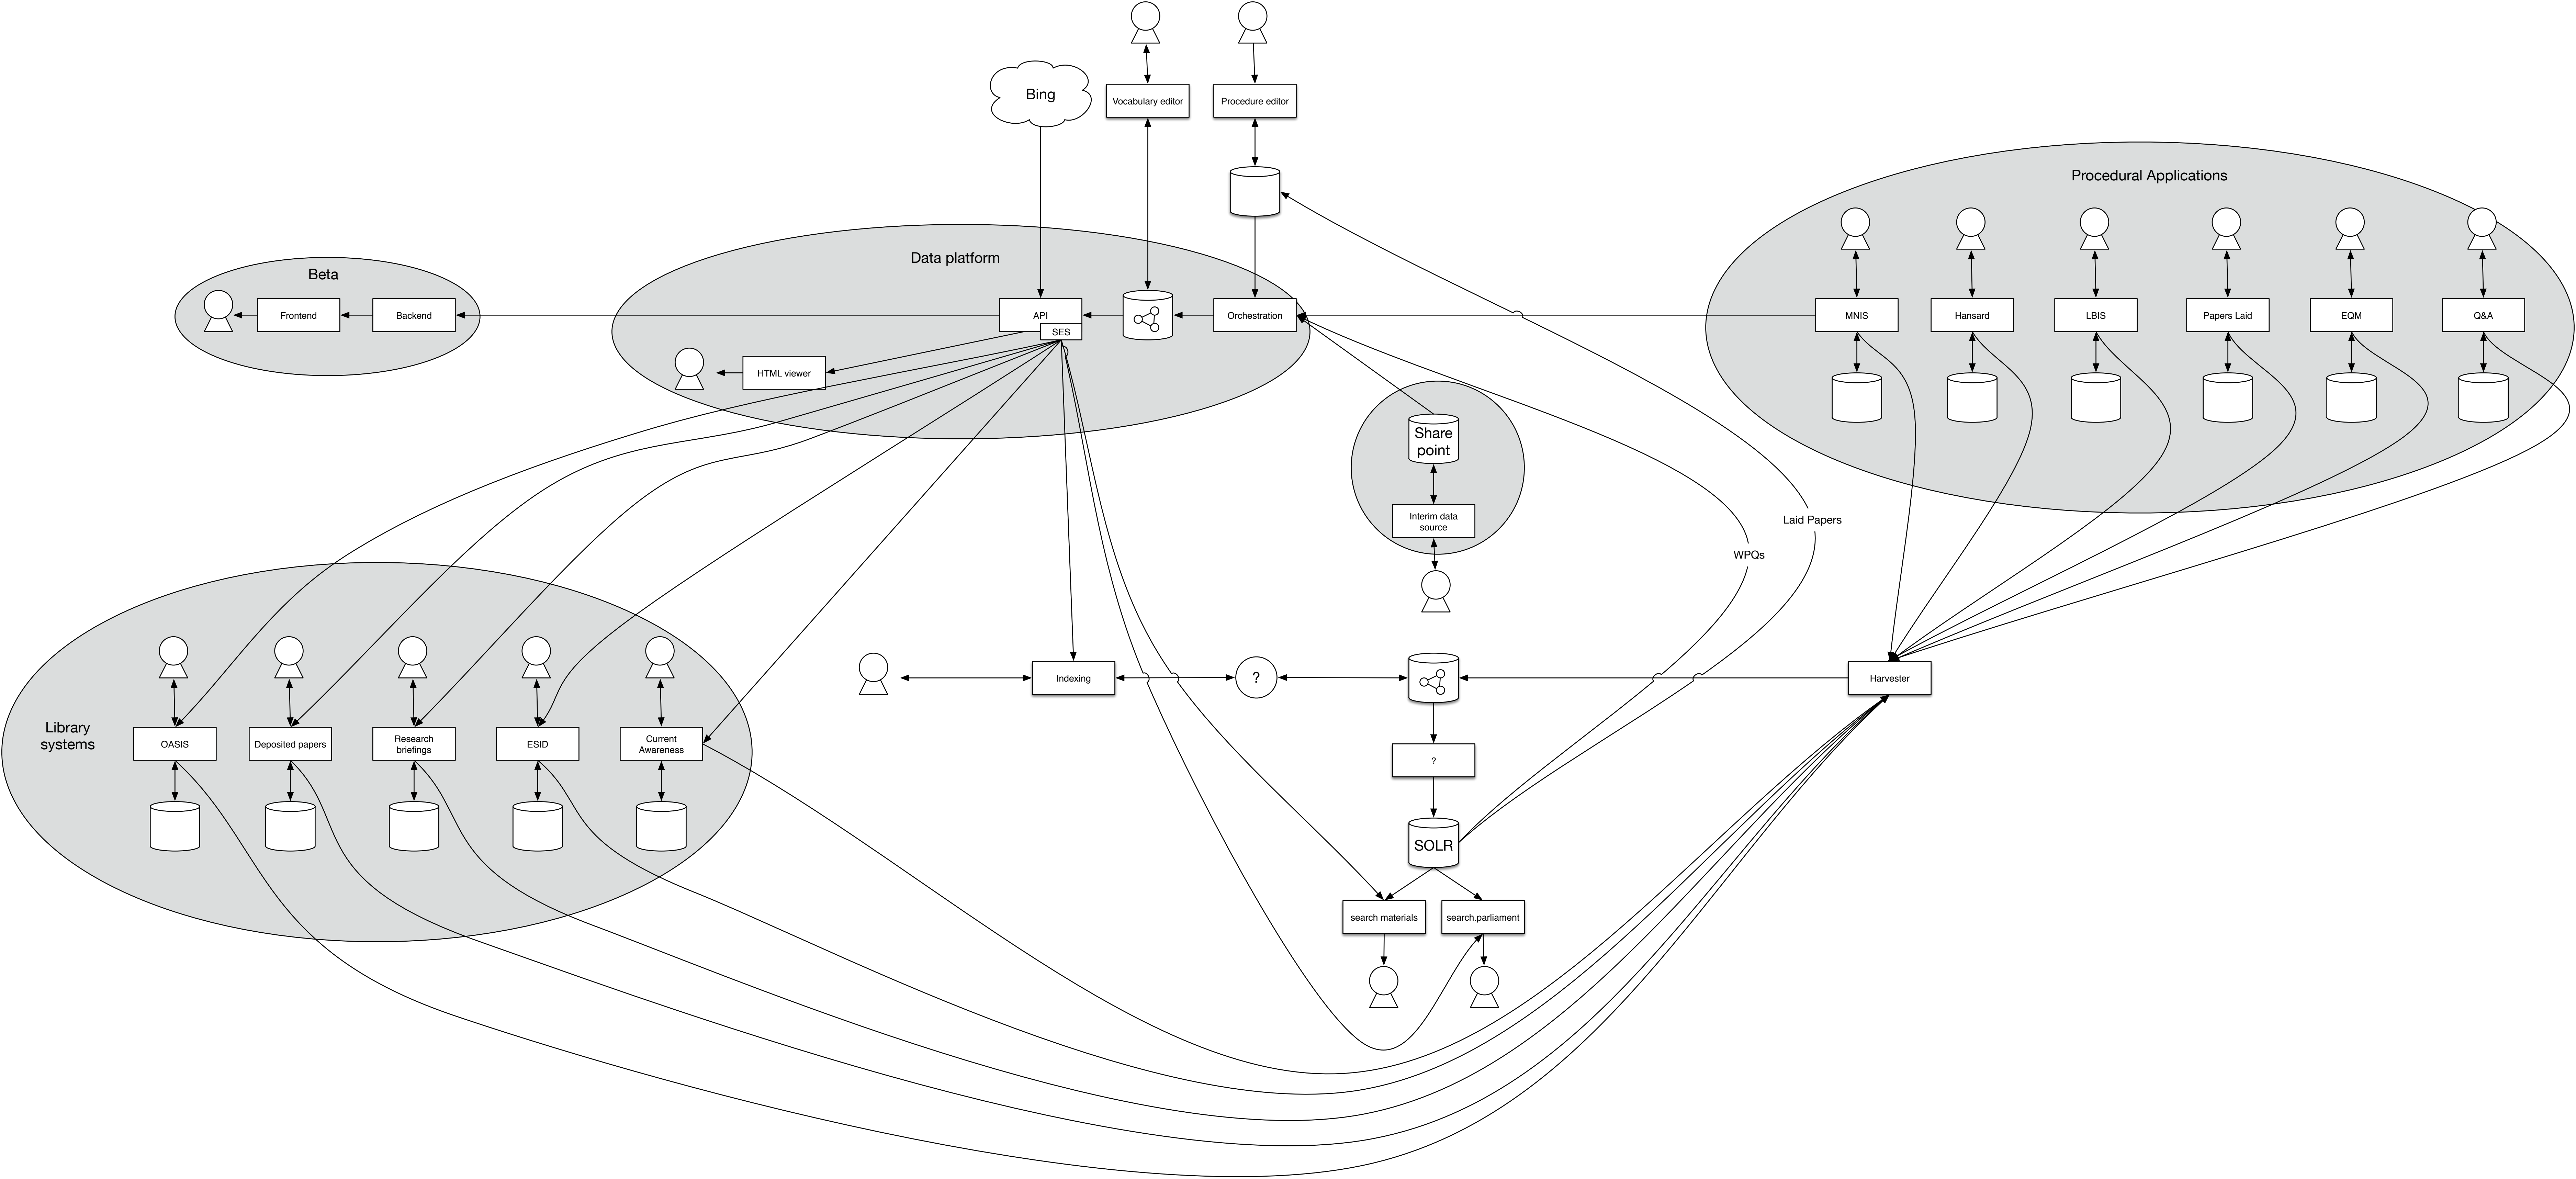 Bing
Vocabulary editor
Procedure editor
Procedural Applications
Data platform
Beta
Frontend
Backend
API
SES
Orchestration
MNIS
Hansard
LBIS
Papers Laid
EQM
Q&A
HTML viewer
Share
point
Interim data
source
Laid Papers
WPQs
Indexing
?
Harvester
Library
systems
OASIS
Deposited papers
Research
briefings
ESID
Current
Awareness
?
SOLR
search materials
search.parliament